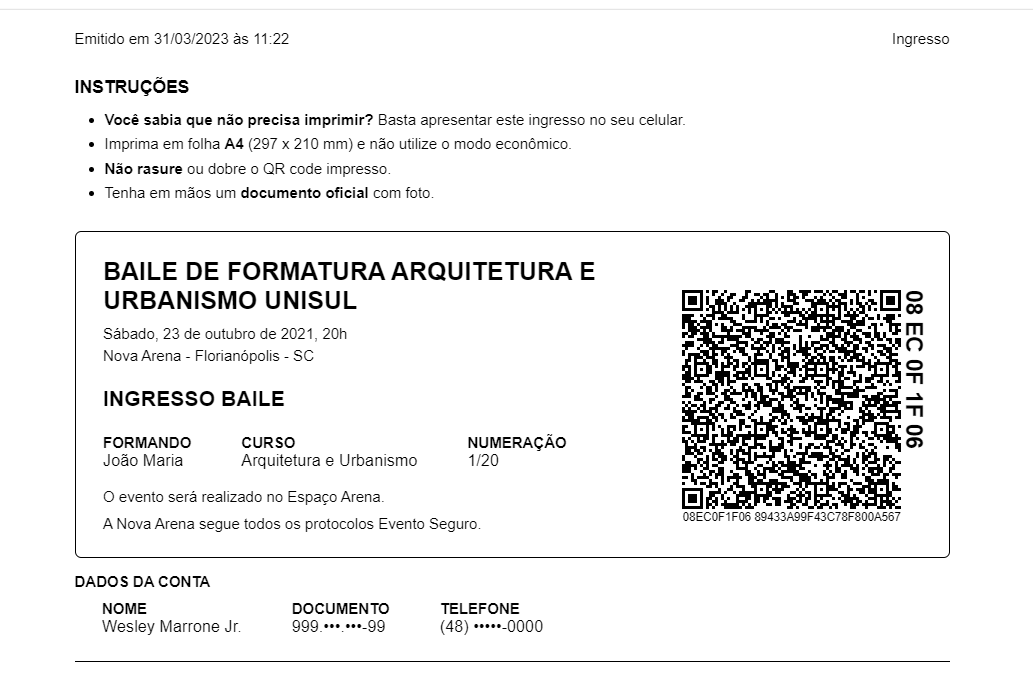 Emitido em 31/03/2023 às 11:22
Ingresso
INSTRUÇÕES
• Você sabia que não precisa imprimir? Basta apresentar este ingresso no seu celular.
• Imprima em folha A4 (297 x 210 mm) e não utilize o modo econômico.
• Não rasure ou dobre o QR code impresso.
• Tenha em mãos um documento oficial com foto.
BAILE DE FORMATURA ARQUITETURA E
URBANISMO UNISUL
Sábado, 23 de outubro de 2021, 20h
Nova Arena - Florianópolis - SC
INGRESSO BAILE
FORMANDO CURSO NUMERAÇÃO
João Maria Arquitetura e Urbanismo 1/20
O evento será realizado no Espaço Arena.
A Nova Arena segue todos os protocolos Evento Seguro.
08 EC 0F 1F 06
08EC0F1F06 89433A99F43C78F800A567
DADOS DA CONTA
NOME DOCUMENTO TELEFONE
Wesley Marrone Jr. 999.•••.•••-99 (48) •••••-0000